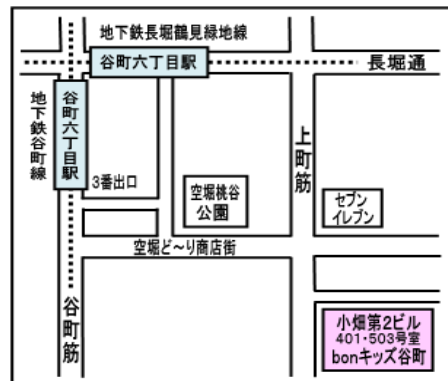 地下鉄長堀鶴見緑地線
谷町六丁目駅
長堀通
地下鉄谷町線
谷町六丁目駅
3番出口
空堀桃谷
公園
上町筋
セブン
イレブン
空堀ど～り商店街
谷町筋
小畑第2ビル
401・503号室
bonキッズ谷町